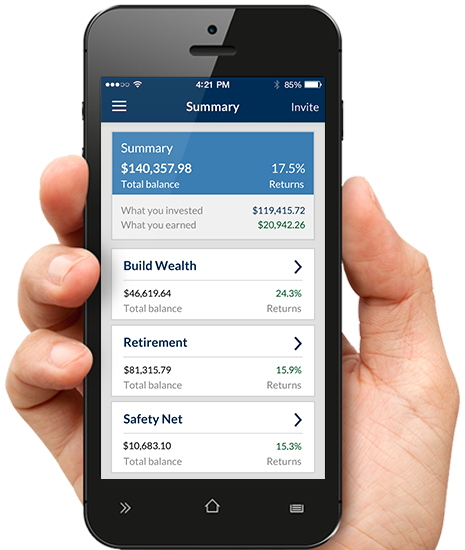 4:21 PM 85%
Summary Invite
Summary
$140,357.98 17.5%
Total balance Returns
What you invested $119,415.72
What you earned $20,942.26
Build Wealth
$46,619.64 24.3%
Total balance Returns
Retirement
$81,315.79 15.9%
Total balance Returns
Safety Net
$10,683.10 15.3%
Total balance Returns